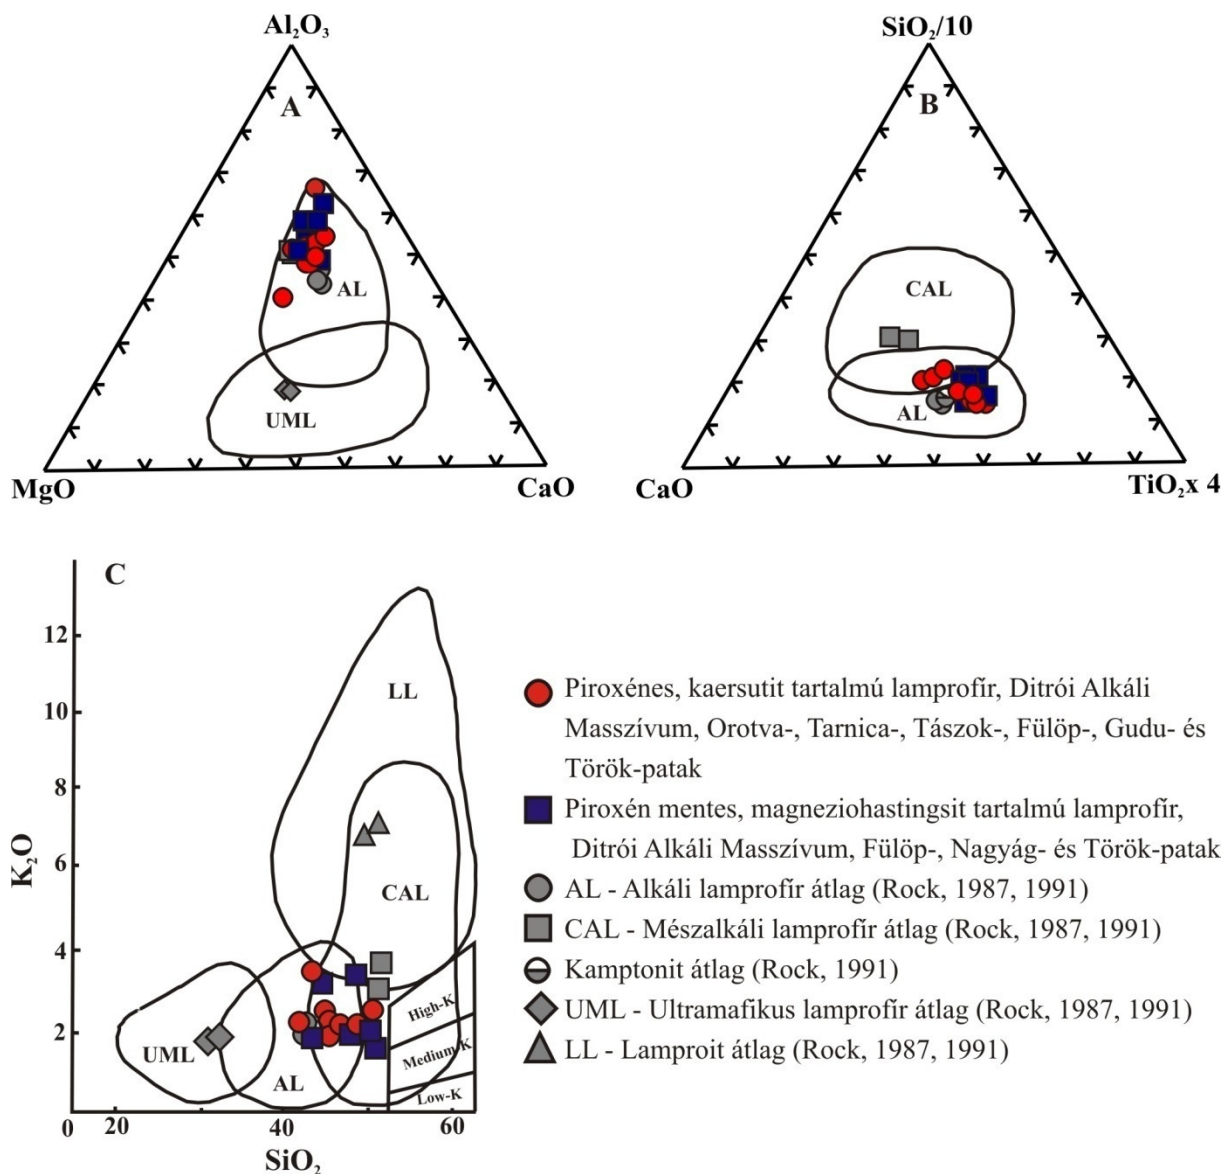 Al₂O₃
A
AL
UML
MgO
CaO
SiO₂/10
B
CAL
AL
CaO
TiO₂x 4
C
K₂O
12
10
8
6
4
2
0
20
40
60
SiO₂
LL
CAL
UML
AL
High-K
Medium-K
Low-K
Piroxénes, kaersutit tartalmú lamprofír, Ditrói Alkáli
Masszívum, Orotva-, Tarnica-, Tászok-, Fülöp-, Gudu- és
Török-patak
Piroxén mentes, magneziohastingsit tartalmú lamprofír,
Ditrói Alkáli Masszívum, Fülöp-, Nagyág- és Török-patak
AL - Alkáli lamprofír átlag (Rock, 1987, 1991)
CAL - Mészalkáli lamprofír átlag (Rock, 1987, 1991)
Kamptonit átlag (Rock, 1991)
UML - Ultramafikus lamprofír átlag (Rock, 1987, 1991)
LL - Lamproit átlag (Rock, 1987, 1991)